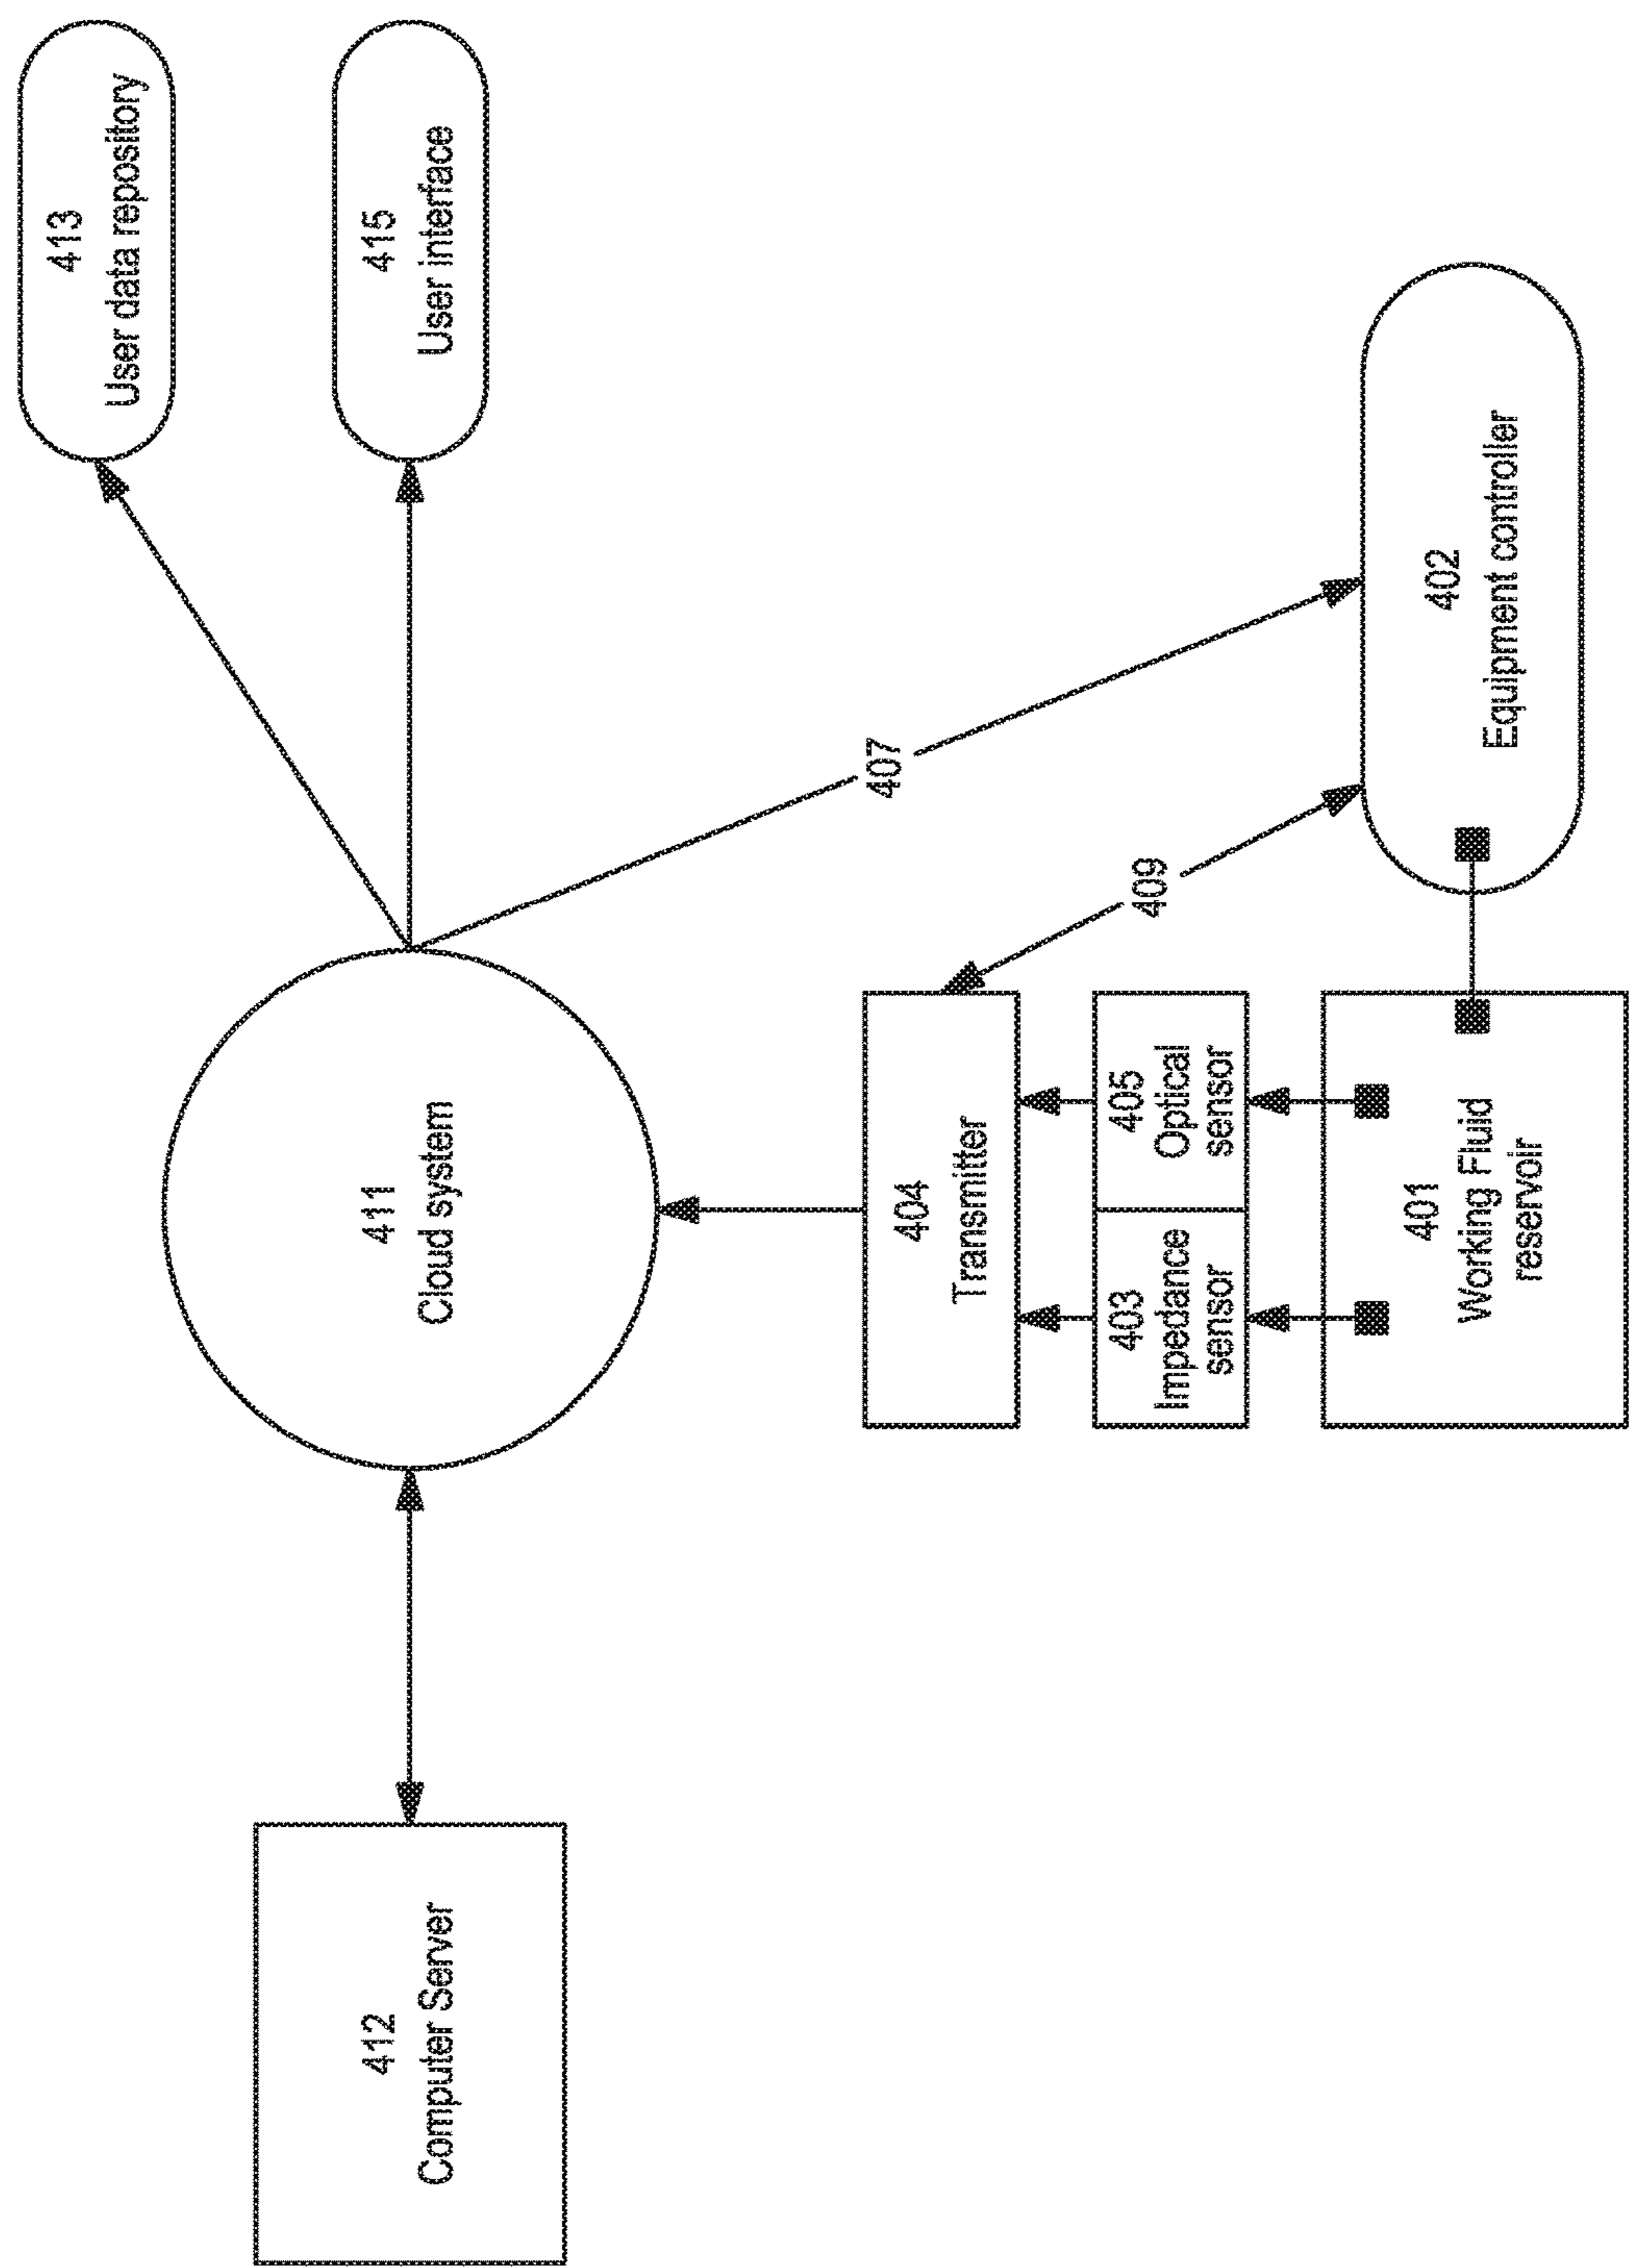 412
Computer Server
411
Cloud system
413
User data repository
415
User interface
407
409
404
Transmitter
403
Impedance
sensor
405
Optical
sensor
401
Working Fluid
reservoir
402
Equipment controller